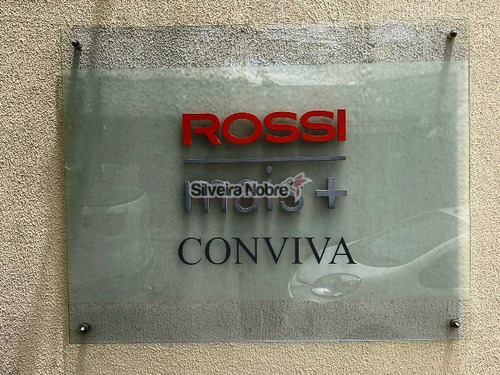 ROSSI
mais+
Silveira Nobre
CONVIVA